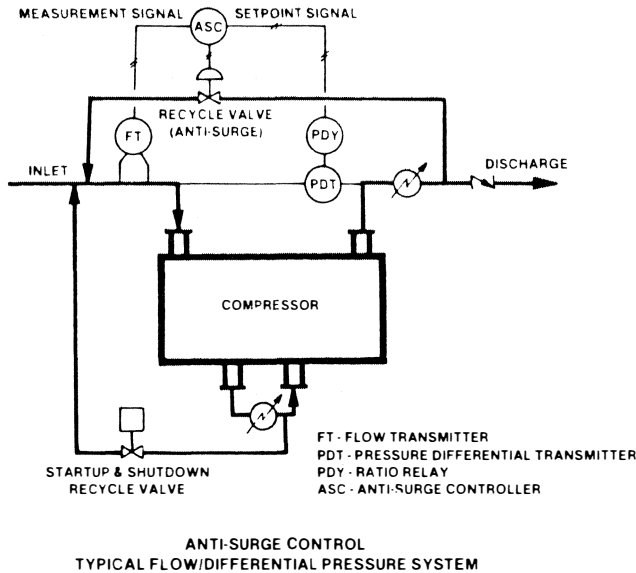 MEASUREMENT SIGNAL
ASC
SETPOINT SIGNAL
RECYCLE VALVE
(ANTI-SURGE)
FT
PDY
INLET
PDT
DISCHARGE
COMPRESSOR
STARTUP & SHUTDOWN
RECYCLE VALVE
FT - FLOW TRANSMITTER
PDT - PRESSURE DIFFERENTIAL TRANSMITTER
PDY - RATIO RELAY
ASC - ANTI-SURGE CONTROLLER
ANTI-SURGE CONTROL
TYPICAL FLOW/DIFFERENTIAL PRESSURE SYSTEM